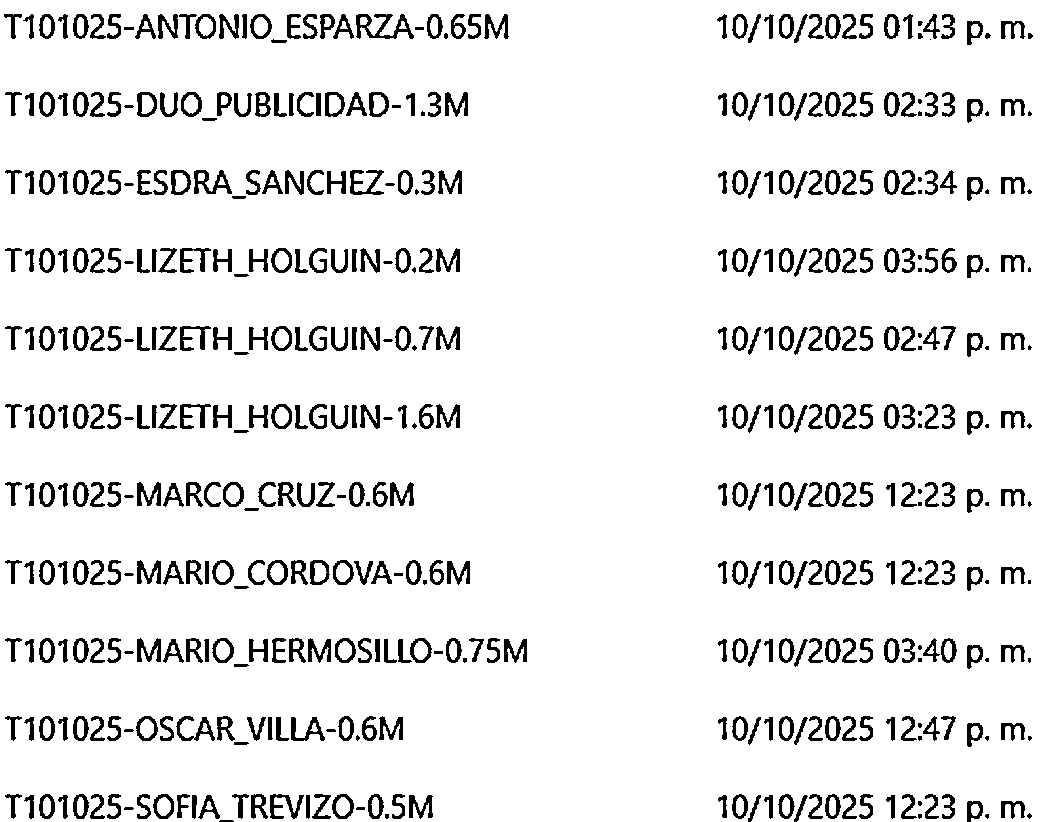 T101025-ANTONIO_ESPARZA-0.65M 10/10/2025 01:43 p. m.
T101025-DUO_PUBLICIDAD-1.3M 10/10/2025 02:33 p. m.
T101025-ESDRA_SANCHEZ-0.3M 10/10/2025 02:34 p. m.
T101025-LIZETH_HOLGUIN-0.2M 10/10/2025 03:56 p. m.
T101025-LIZETH_HOLGUIN-0.7M 10/10/2025 02:47 p. m.
T101025-LIZETH_HOLGUIN-1.6M 10/10/2025 03:23 p. m.
T101025-MARCO_CRUZ-0.6M 10/10/2025 12:23 p. m.
T101025-MARIO_CORDOVA-0.6M 10/10/2025 12:23 p. m.
T101025-MARIO_HERMOSILLO-0.75M 10/10/2025 03:40 p. m.
T101025-OSCAR_VILLA-0.6M 10/10/2025 12:47 p. m.
T101025-SOFIA_TREVIZO-0.5M 10/10/2025 12:23 p. m.